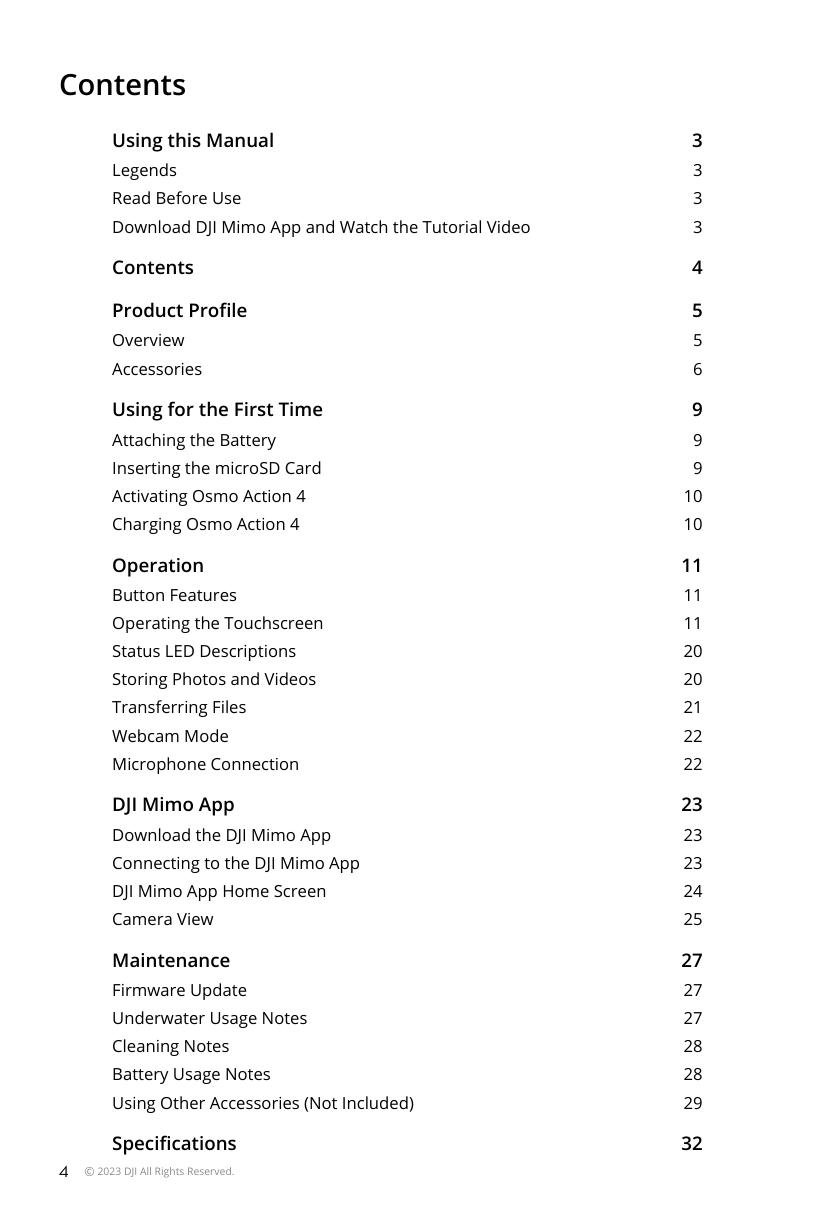 Contents
Using this Manual 3
Legends 3
Read Before Use 3
Download DJI Mimo App and Watch the Tutorial Video 3
Contents 4
Product Profile 5
Overview 5
Accessories 6
Using for the First Time 9
Attaching the Battery 9
Inserting the microSD Card 9
Activating Osmo Action 4 10
Charging Osmo Action 4 10
Operation 11
Button Features 11
Operating the Touchscreen 11
Status LED Descriptions 20
Storing Photos and Videos 20
Transferring Files 21
Webcam Mode 22
Microphone Connection 22
DJI Mimo App 23
Download the DJI Mimo App 23
Connecting to the DJI Mimo App 23
DJI Mimo App Home Screen 24
Camera View 25
Maintenance 27
Firmware Update 27
Underwater Usage Notes 27
Cleaning Notes 28
Battery Usage Notes 28
Using Other Accessories (Not Included) 29
Specifications 32
4 © 2023 DJI All Rights Reserved.